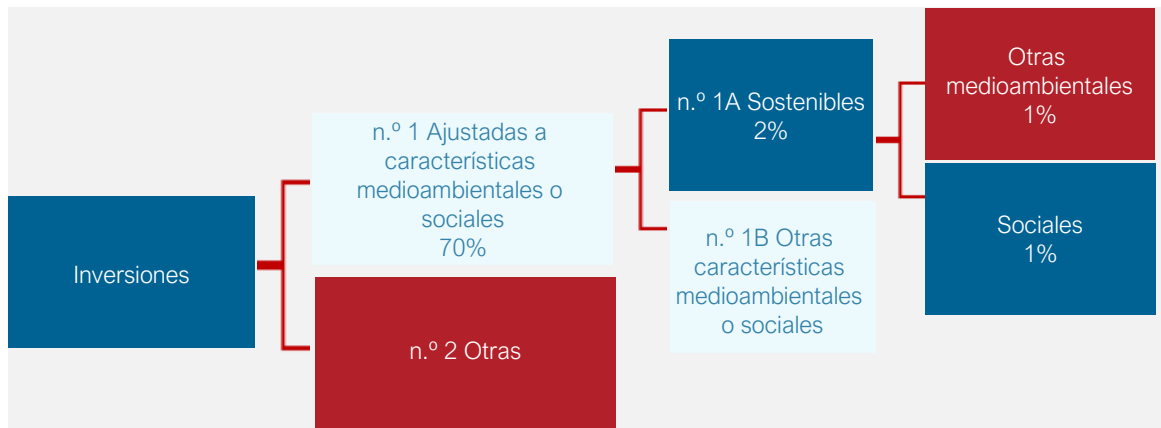 Inversiones
n.º 1 Ajustadas a
características
medioambientales o
sociales
70%
n.º 2 Otras
n.º 1A Sostenibles
2%
n.º 1B Otras
características
medioambientales
o sociales
Otras
medioambientales
1%
Sociales
1%